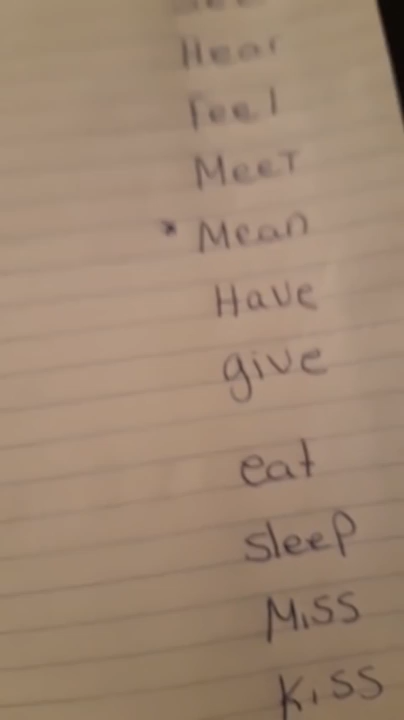 Hear
Feel
Meet
* Mean
Have
give
eat
sleep
Miss
Kiss